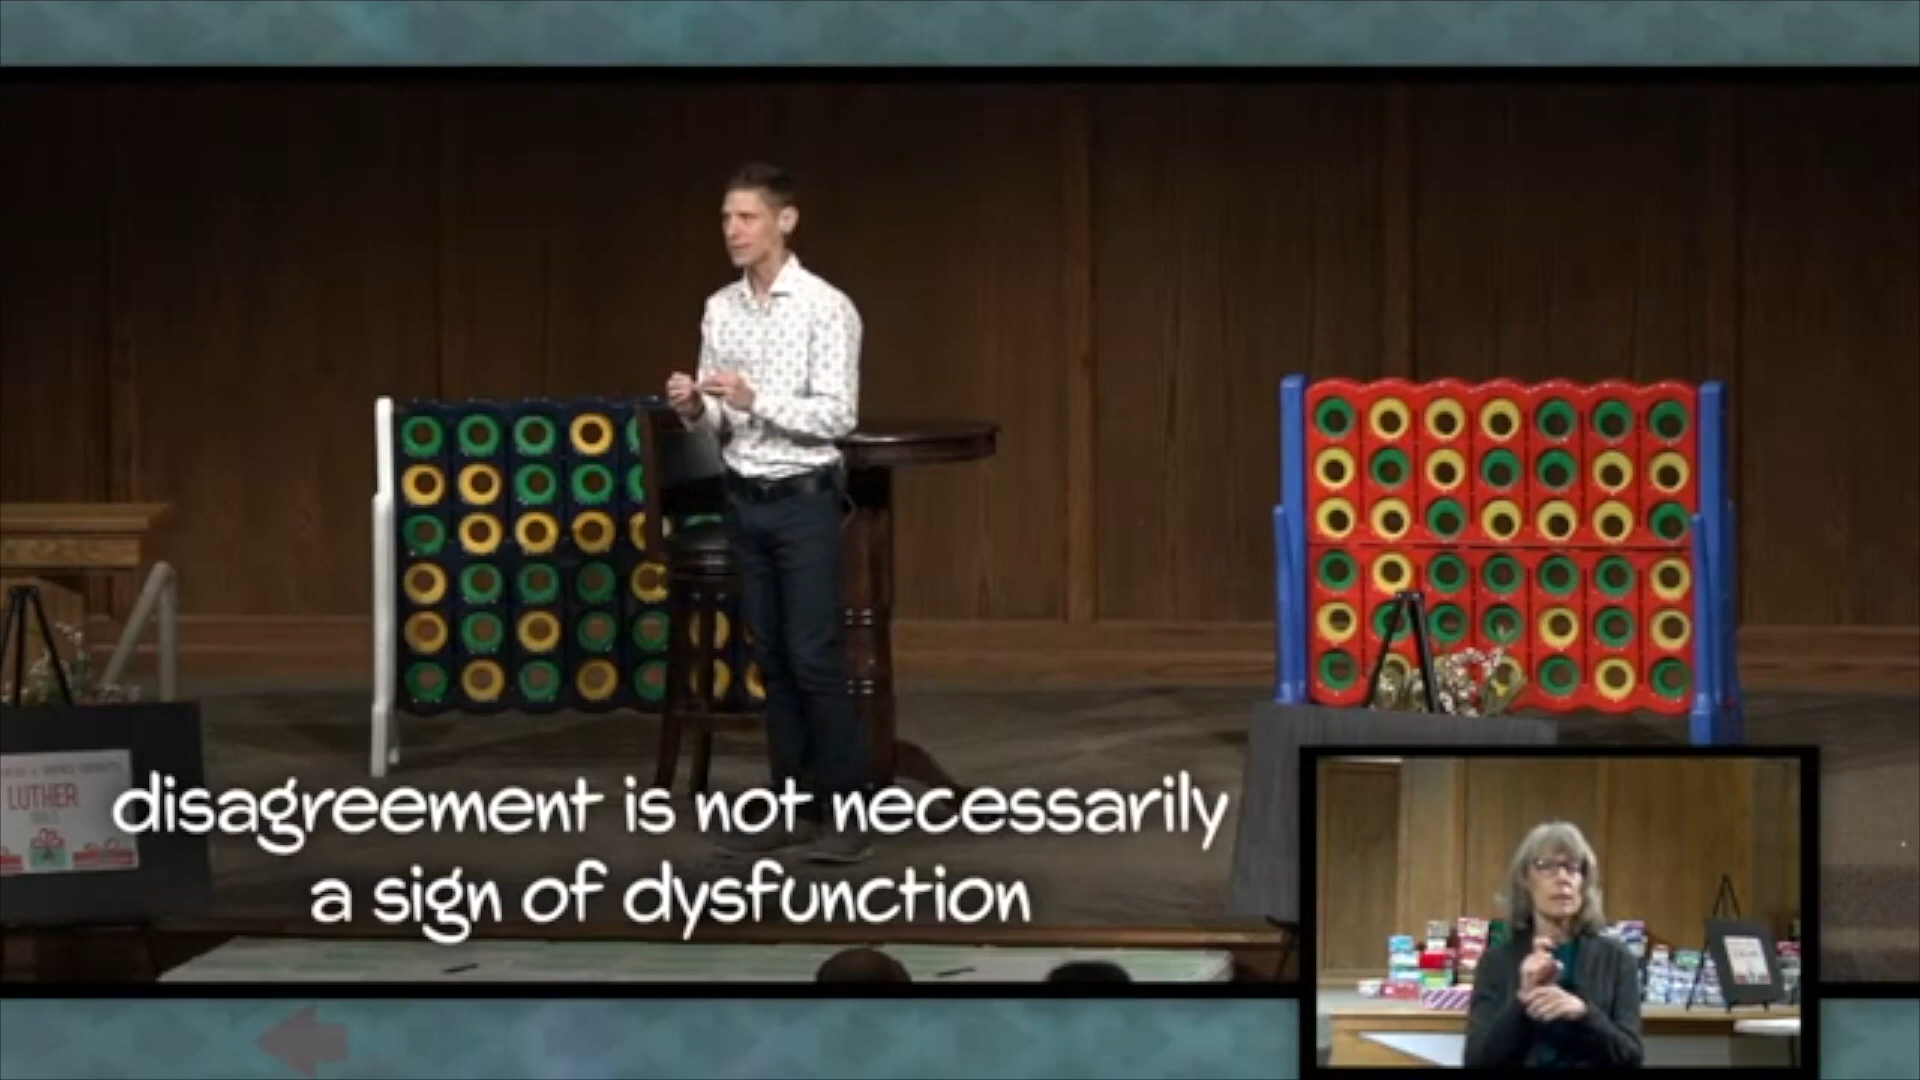 LUTHER
disagreement is not necessarily
a sign of dysfunction